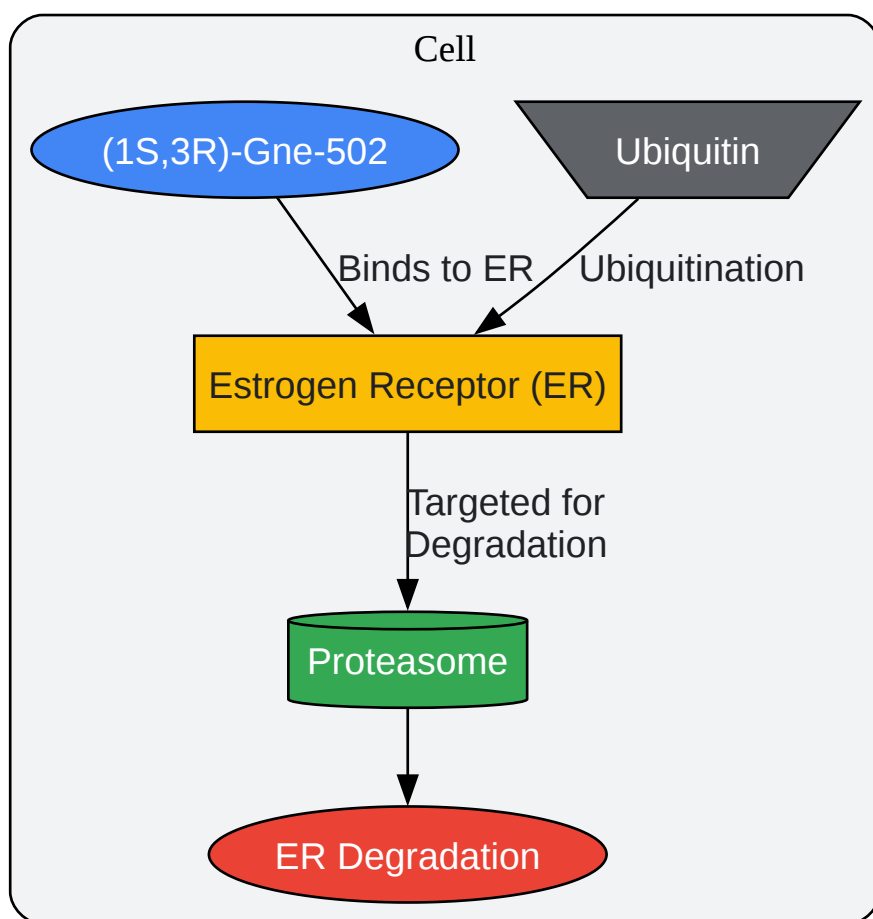 Cell
(1S,3R)-Gne-502
Ubiquitin
Binds to ER
Ubiquitination
Estrogen Receptor (ER)
Targeted for
Degradation
Proteasome
ER Degradation